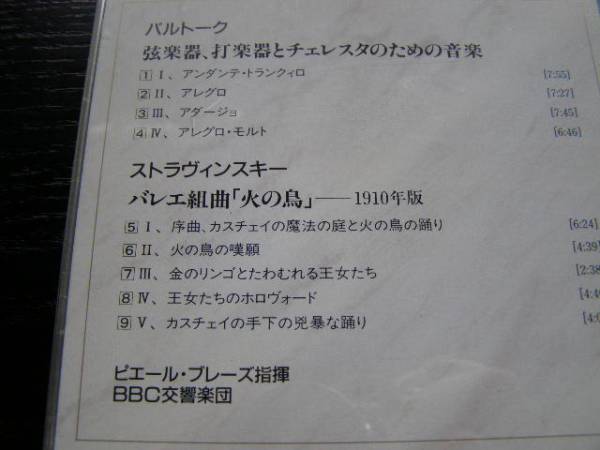 バルトーク
弦楽器、打楽器とチェレスタのための音楽
1 I、アンダンテ・トランクィロ [7:55]
2 II、アレグロ [7:27]
3 III、アダージョ [7:45]
4 IV、アレグロ・モルト [6:46]
ストラヴィンスキー
バレエ組曲「火の鳥」——1910年版
5 I、序曲、カスチェイの魔法の庭と火の鳥の踊り [6:24]
6 II、火の鳥の嘆願 [4:39]
7 III、金のリンゴとたわむれる王女たち [2:38
8 IV、王女たちのホロヴォード [4:4
9 V、カスチェイの手下の兇暴な踊り [4:
ピエール・ブレーズ指揮
BBC交響楽団